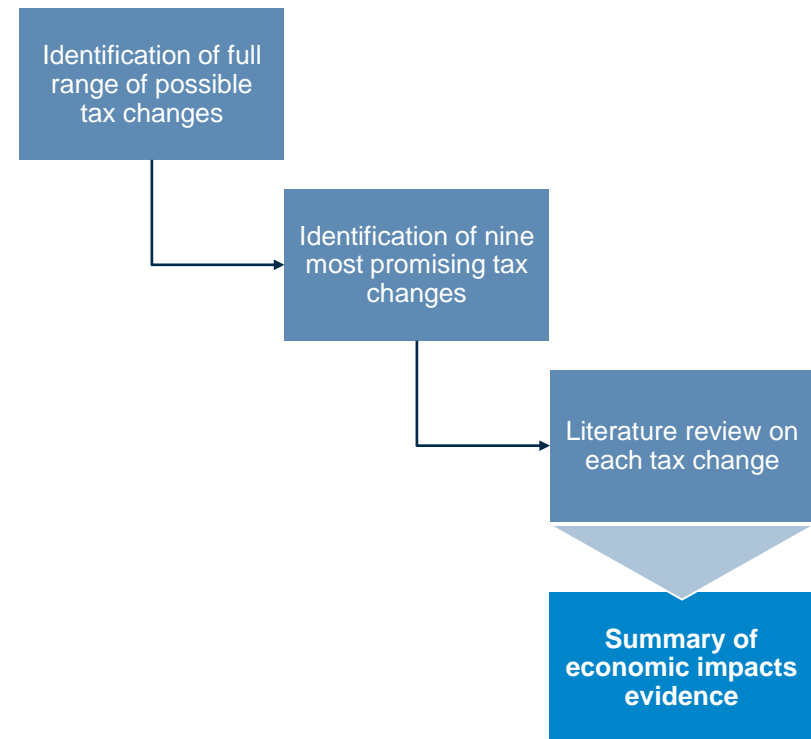 Identification of full
range of possible
tax changes
Identification of nine
most promising tax
changes
Literature review on
each tax change
Summary of
economic impacts
evidence